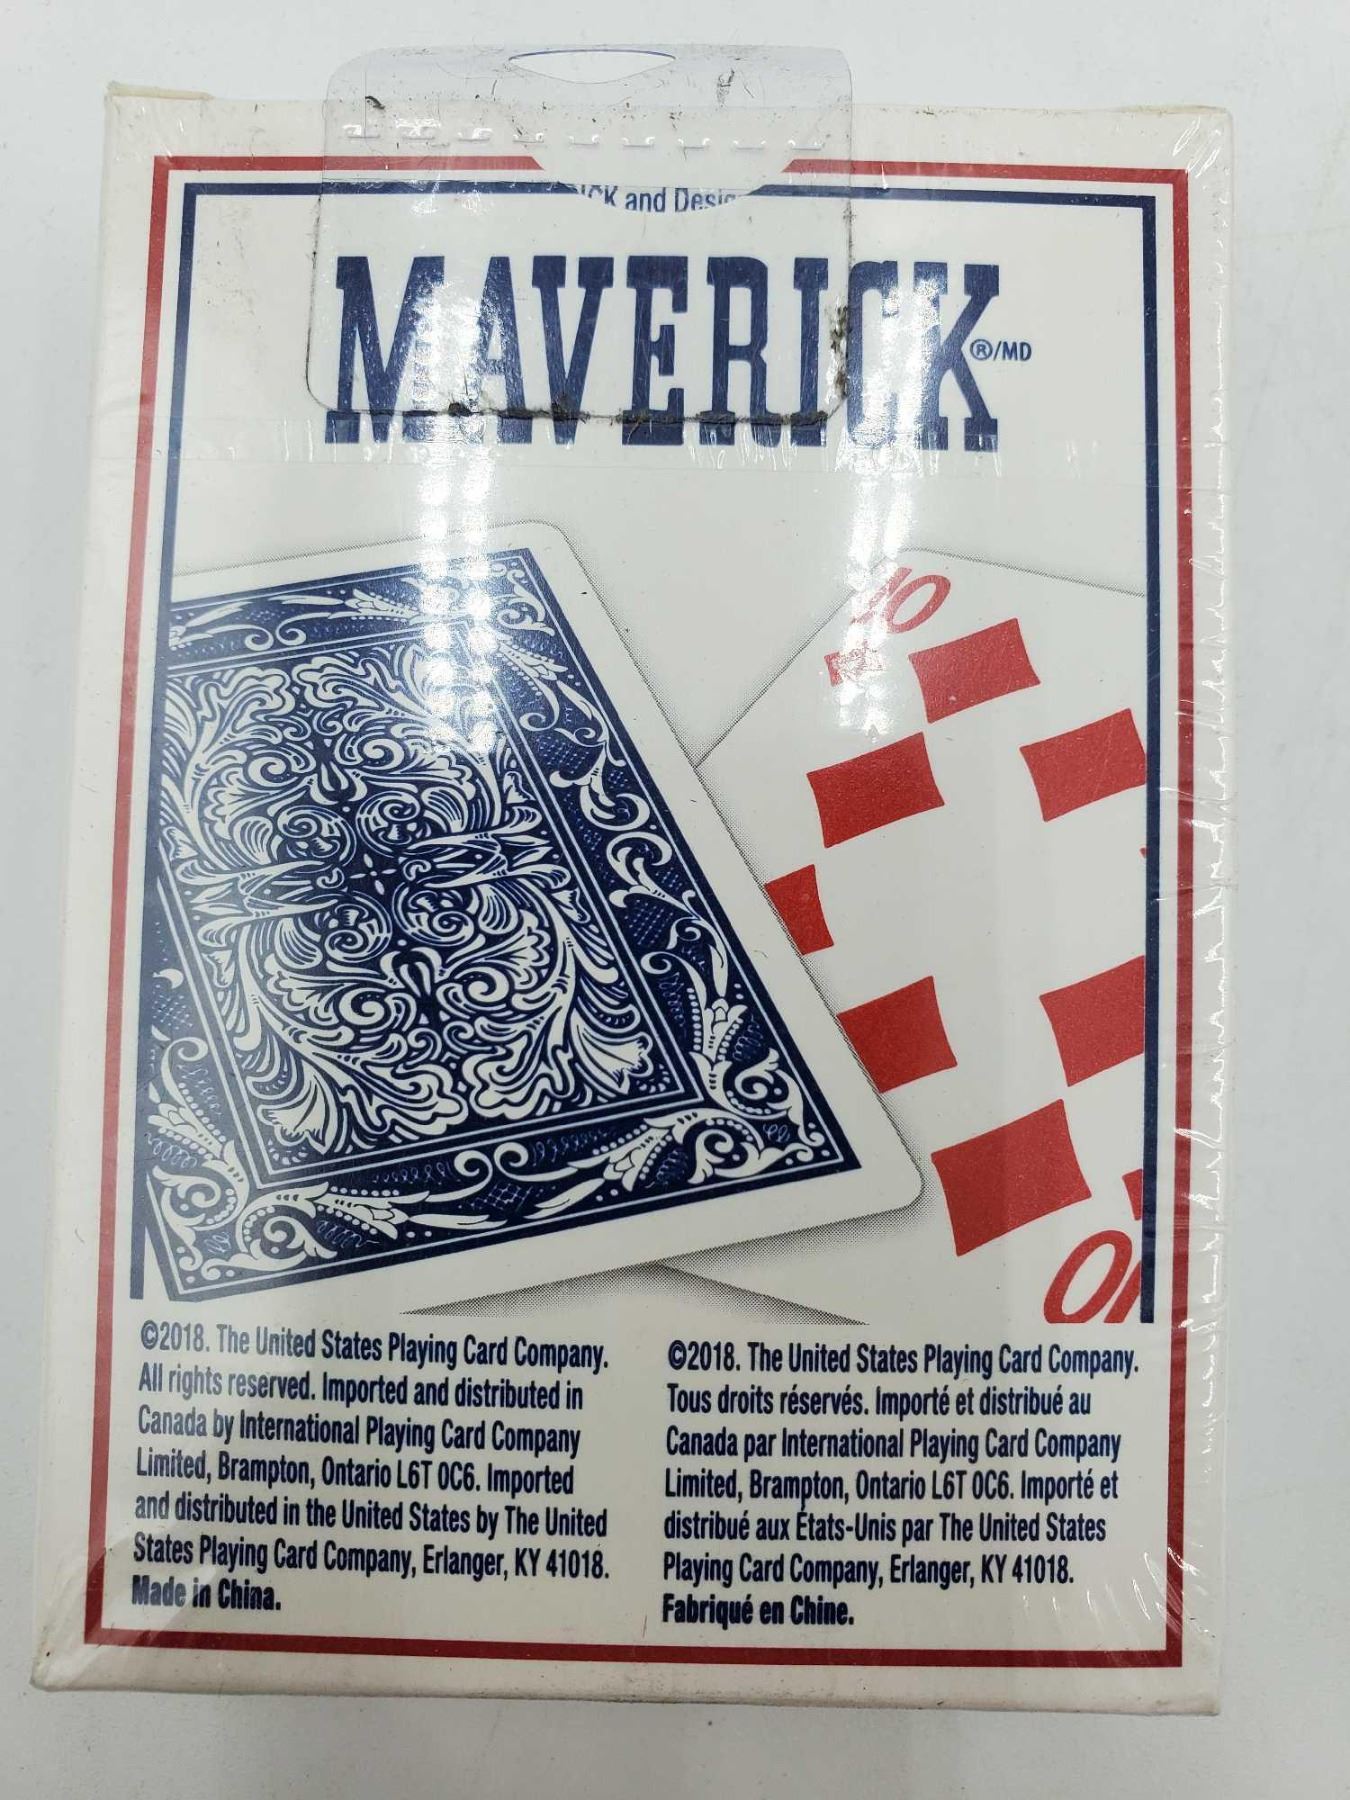 and Design
MAVERICK®/MD
10
10
©2018. The United States Playing Card Company.
All rights reserved. Imported and distributed in
Canada by International Playing Card Company
Limited, Brampton, Ontario L6T 0C6. Imported
and distributed in the United States by The United
States Playing Card Company, Erlanger, KY 41018.
Made in China.
©2018. The United States Playing Card Company.
Tous droits réservés. Importé et distribué au
Canada par International Playing Card Company
Limited, Brampton, Ontario L6T 0C6. Importé et
distribué aux États-Unis par The United States
Playing Card Company, Erlanger, KY 41018.
Fabriqué en Chine.